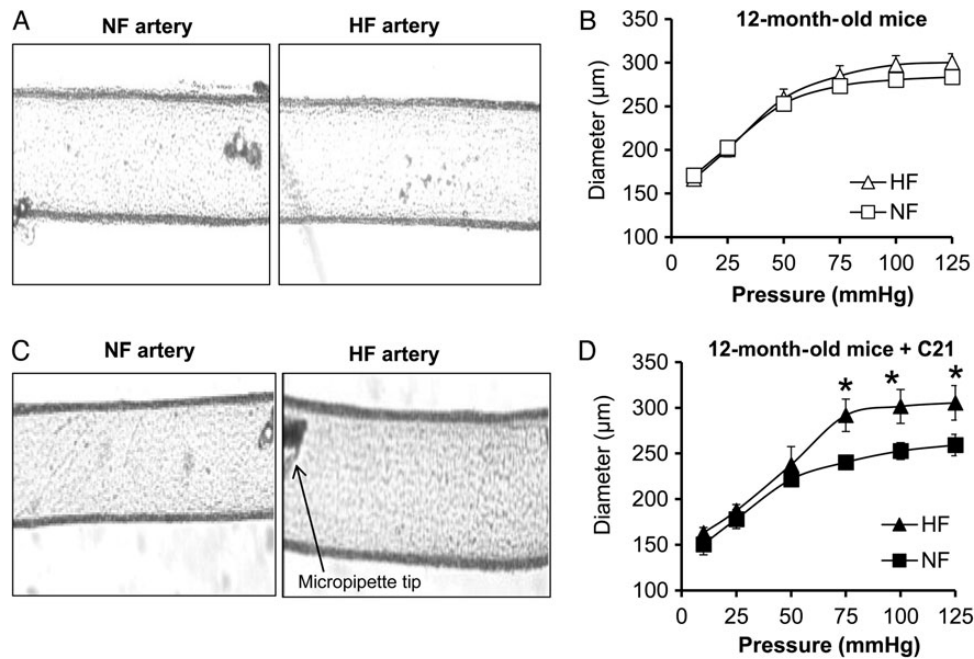 A
NF artery
HF artery
B
12-month-old mice
Diameter (µm)
350
300
250
200
150
100
HF
NF
0 25 50 75 100 125
Pressure (mmHg)
C
NF artery
HF artery
Micropipette tip
D
12-month-old mice + C21
Diameter (µm)
350
300
250
200
150
100
* * *
HF
NF
0 25 50 75 100 125
Pressure (mmHg)